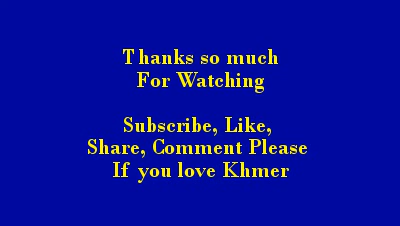 Thanks so much
For Watching
Subscribe, Like,
Share, Comment Please
If you love Khmer